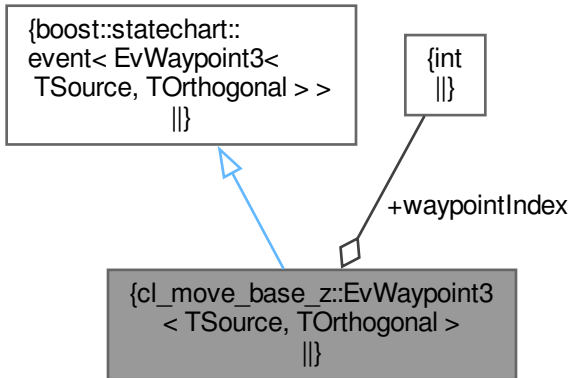 {boost::statechart::
event< EvWaypoint3<
TSource, TOrthogonal > >
||}
{int
||}
+waypointIndex
{cl_move_base_z::EvWaypoint3
< TSource, TOrthogonal >
||}